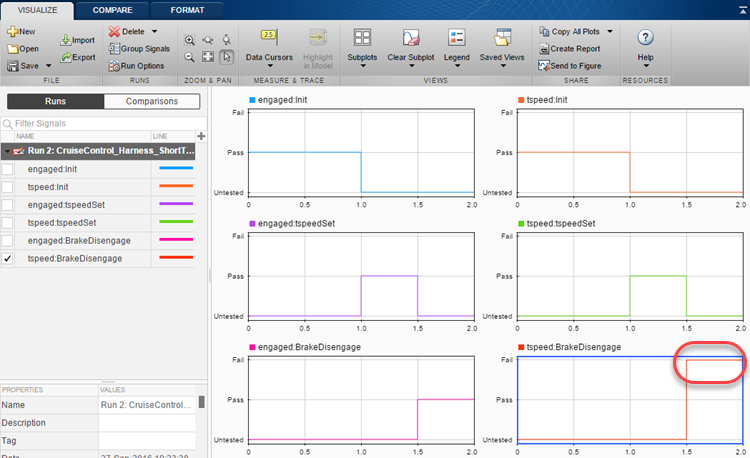 VISUALIZE COMPARE FORMAT
New
Open
Save
Import
Export
FILE
Delete
Group Signals
Run Options
RUNS
ZOOM & PAN
Data Cursors
Highlight
in Model
MEASURE & TRACE
Subplots
Clear Subplot
Legend
Saved Views
VIEWS
Copy All Plots
Create Report
Send to Figure
SHARE
Help
RESOURCES
Runs Comparisons
Filter Signals
NAME LINE
Run 2: CruiseControl_Harness_ShortT...
engaged:Init
tspeed:Init
engaged:tspeedSet
tspeed:tspeedSet
engaged:BrakeDisengage
tspeed:BrakeDisengage
PROPERTIES VALUES
Name Run 2: CruiseControl...
Description
Tag
engaged:Init
Fail
Pass
Untested
0 0.5 1.0 1.5 2.0
tspeed:Init
Fail
Pass
Untested
0 0.5 1.0 1.5 2.0
engaged:tspeedSet
Fail
Pass
Untested
0 0.5 1.0 1.5 2.0
tspeed:tspeedSet
Fail
Pass
Untested
0 0.5 1.0 1.5 2.0
engaged:BrakeDisengage
Fail
Pass
Untested
0 0.5 1.0 1.5 2.0
tspeed:BrakeDisengage
Fail
Pass
Untested
0 0.5 1.0 1.5 2.0